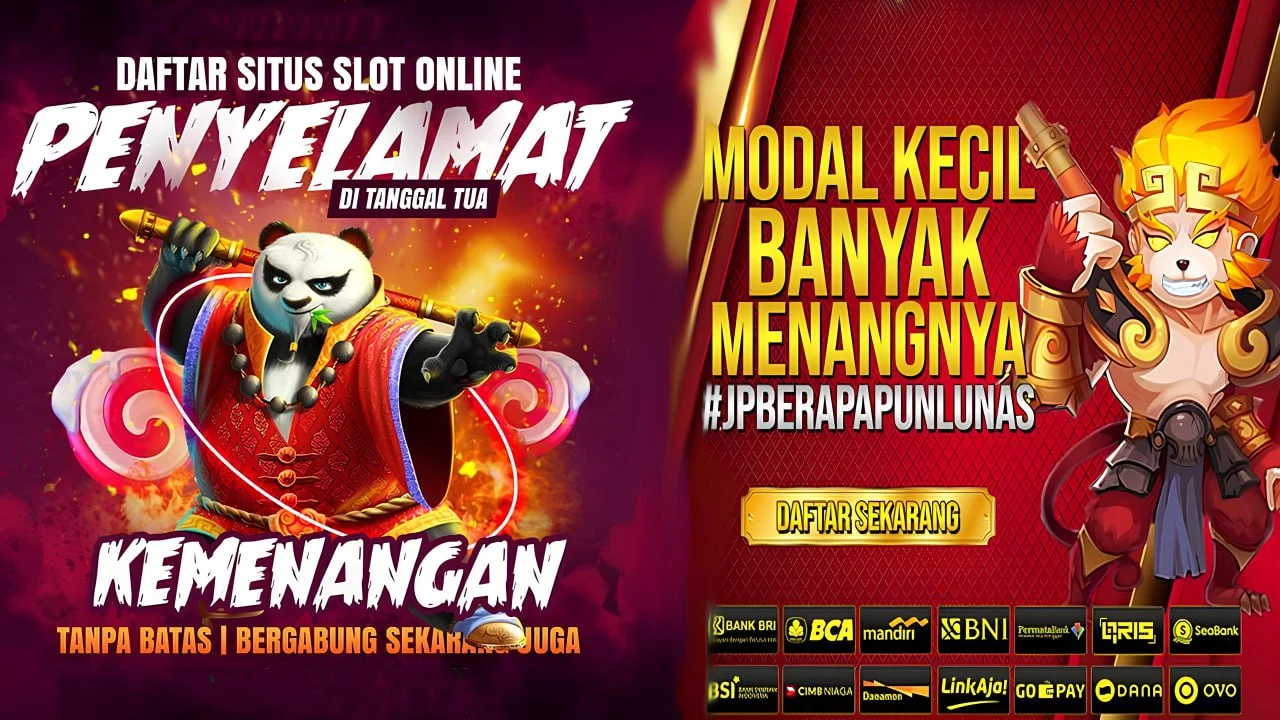 DAFTAR SITUS SLOT ONLINE
PENYELAMAT
DI TANGGAL TUA
KEMENANGAN
TANPA BATAS | BERGABUNG SEKARANG JUGA
MODAL KECIL
BANYAK
MENANGNYA
#JPBERAPAPUNLUNAS
DAFTAR SEKARANG
BANK BRI BCA mandiri BNI PermataBank QRIS SeaBank
BSI CIMB NIAGA Danamon LinkAja! GOPAY DANA OVO